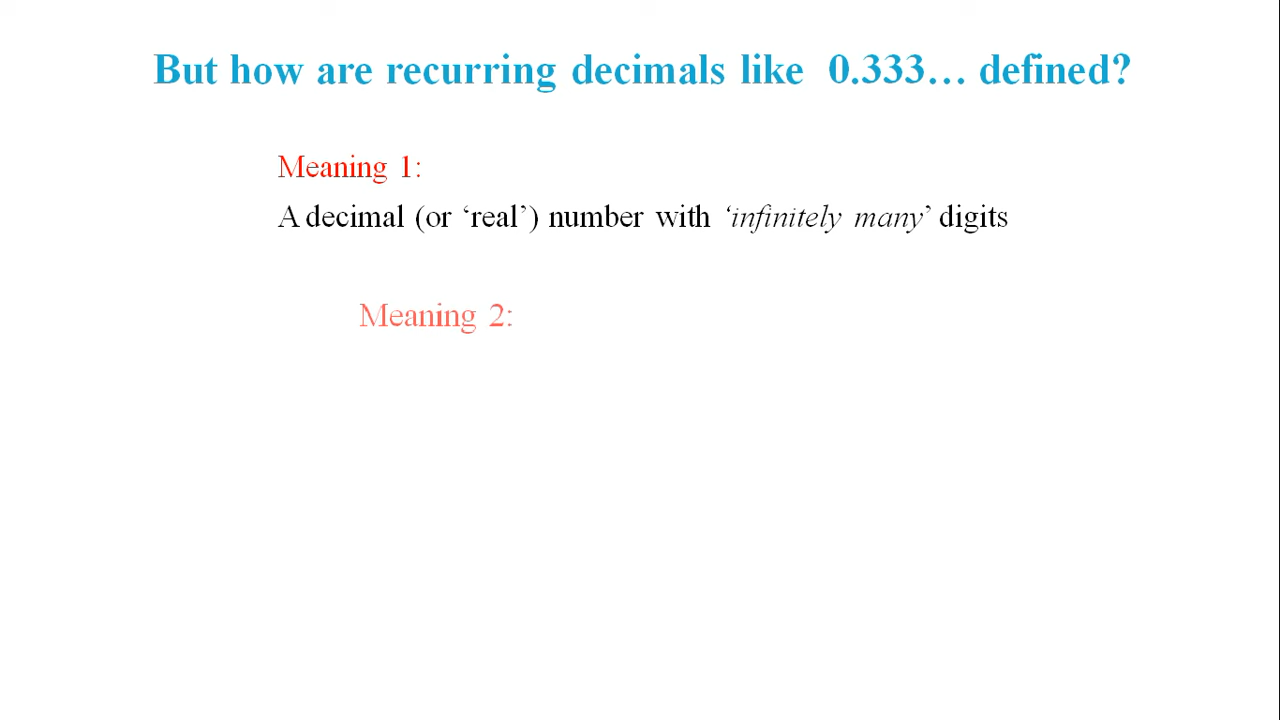 But how are recurring decimals like 0.333… defined?
Meaning 1:
A decimal (or ‘real’) number with ‘infinitely many’ digits
Meaning 2: